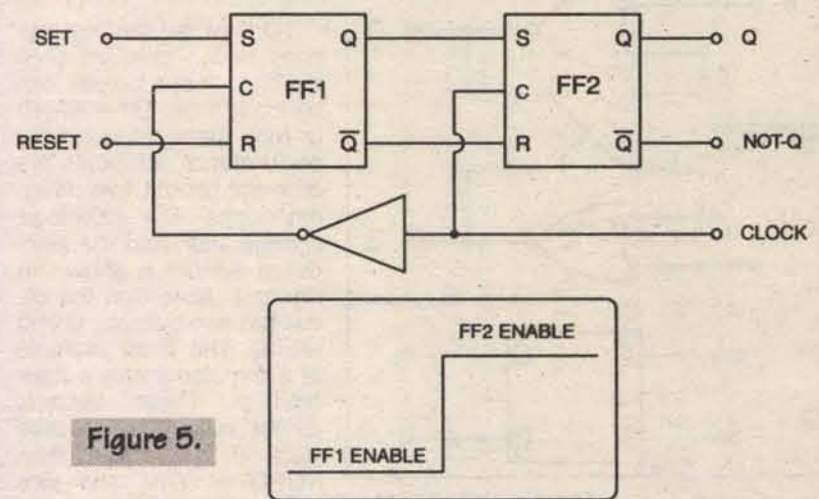 SET S Q S Q Q
C FF1 C FF2
RESET R Q̅ R Q̅ NOT-Q
CLOCK
FF2 ENABLE
Figure 5.
FF1 ENABLE